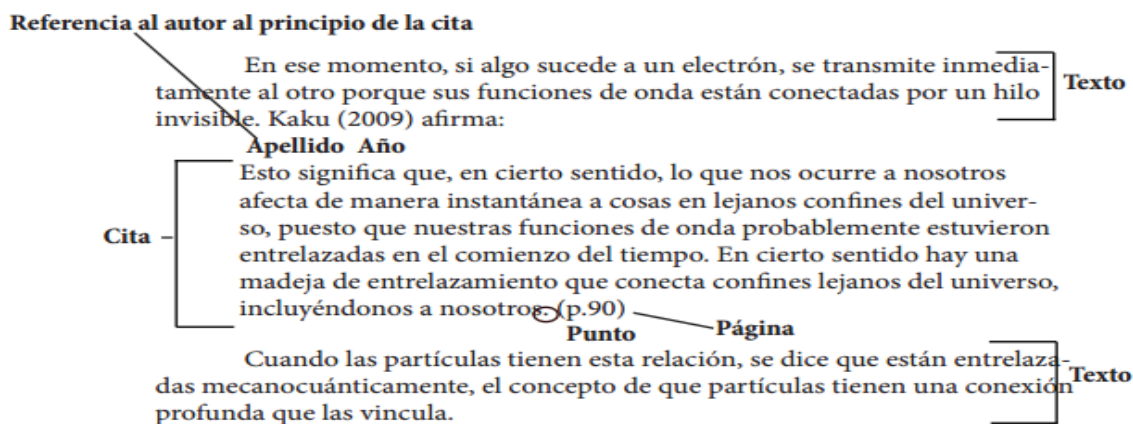 Referencia al autor al principio de la cita
En ese momento, si algo sucede a un electrón, se transmite inmedia-
tamente al otro porque sus funciones de onda están conectadas por un hilo
invisible. Kaku (2009) afirma:
Texto
Apellido Año
Esto significa que, en cierto sentido, lo que nos ocurre a nosotros
afecta de manera instantánea a cosas en lejanos confines del univer-
so, puesto que nuestras funciones de onda probablemente estuvieron
entrelazadas en el comienzo del tiempo. En cierto sentido hay una
madeja de entrelazamiento que conecta confines lejanos del universo,
incluyéndonos a nosotros. (p.90)
Cita
Punto
Página
Cuando las partículas tienen esta relación, se dice que están entrelaza-
das mecanocuánticamente, el concepto de que partículas tienen una conexión
profunda que las vincula.
Texto